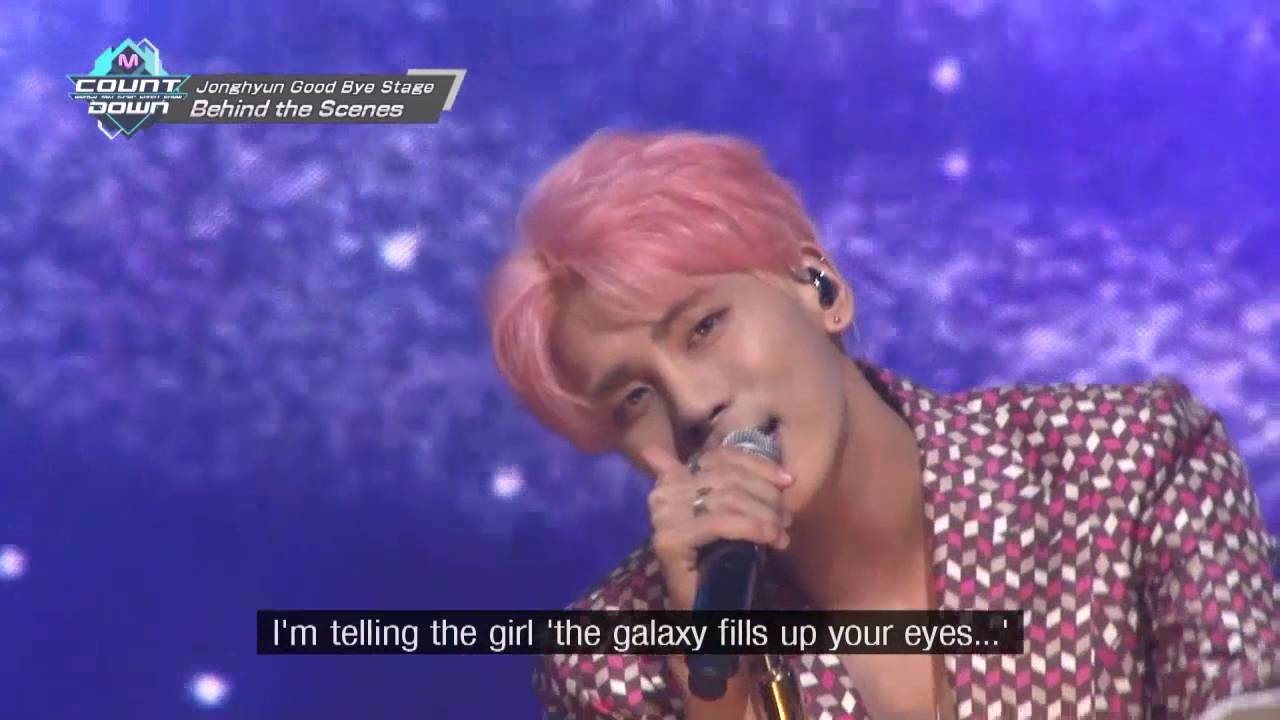 M
COUNT
DOWN
Jonghyun Good Bye Stage
Behind the Scenes
I'm telling the girl 'the galaxy fills up your eyes...'